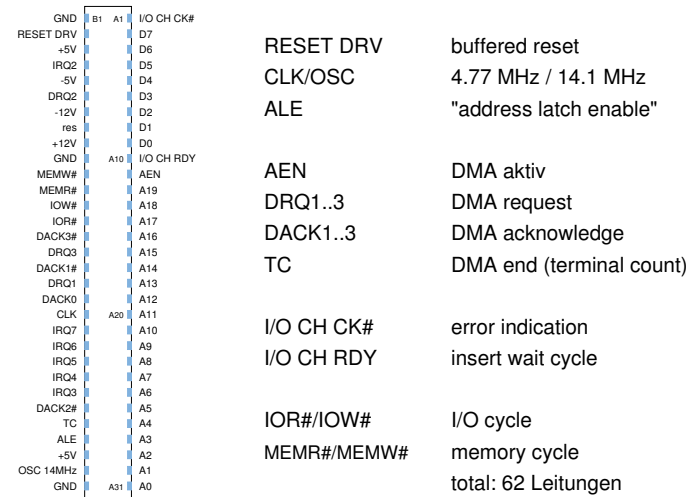 GND B1 A1 I/O CH CK#
RESET DRV D7
+5V D6
IRQ2 D5
-5V D4
DRQ2 D3
-12V D2
res D1
+12V D0
GND A10 I/O CH RDY
MEMW# AEN
MEMR# A19
IOW# A18
IOR# A17
DACK3# A16
DRQ3 A15
DACK1# A14
DRQ1 A13
DACK0 A12
CLK A20 A11
IRQ7 A10
IRQ6 A9
IRQ5 A8
IRQ4 A7
IRQ3 A6
DACK2# A5
TC A4
ALE A3
+5V A2
OSC 14MHz A1
GND A31 A0
RESET DRV buffered reset
CLK/OSC 4.77 MHz / 14.1 MHz
ALE "address latch enable"
AEN DMA aktiv
DRQ1..3 DMA request
DACK1..3 DMA acknowledge
TC DMA end (terminal count)
I/O CH CK# error indication
I/O CH RDY insert wait cycle
IOR#/IOW# I/O cycle
MEMR#/MEMW# memory cycle
total: 62 Leitungen